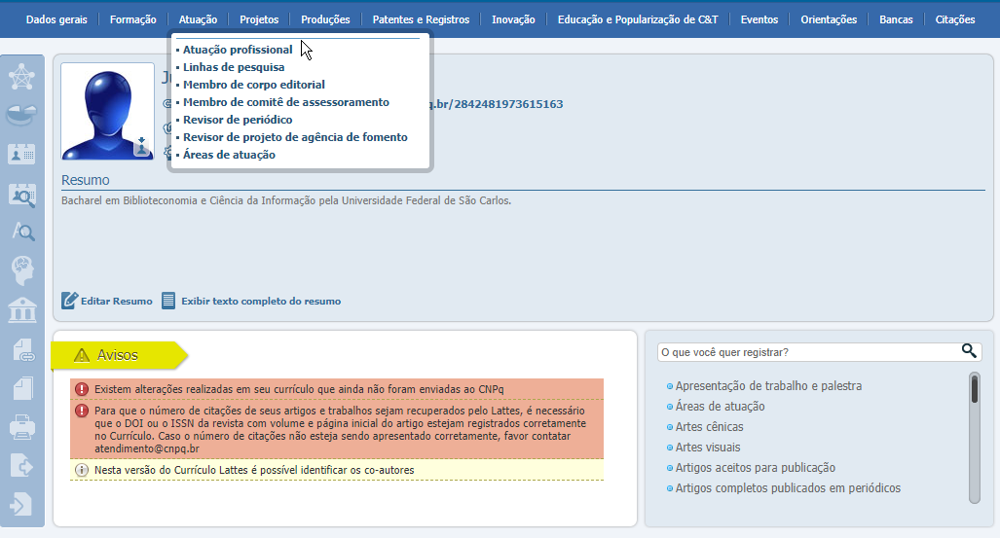 Dados gerais Formação Atuação Projetos Produções Patentes e Registros Inovação Educação e Popularização de C&T Eventos Orientações Bancas Citações
Atuação profissional
Linhas de pesquisa
Membro de corpo editorial
Membro de comitê de assessoramento
Revisor de periódico
Revisor de projeto de agência de fomento
Áreas de atuação
.br/2842481973615163
Resumo
Bacharel em Biblioteconomia e Ciência da Informação pela Universidade Federal de São Carlos.
Editar Resumo Exibir texto completo do resumo
Avisos
Existem alterações realizadas em seu currículo que ainda não foram enviadas ao CNPq
Para que o número de citações de seus artigos e trabalhos sejam recuperados pelo Lattes, é necessário
que o DOI ou o ISSN da revista com volume e página inicial do artigo estejam registrados corretamente
no Currículo. Caso o número de citações não esteja sendo apresentado corretamente, favor contatar
atendimento@cnpq.br
Nesta versão do Currículo Lattes é possível identificar os co-autores
O que você quer registrar?
Apresentação de trabalho e palestra
Áreas de atuação
Artes cênicas
Artes visuais
Artigos aceitos para publicação
Artigos completos publicados em periódicos